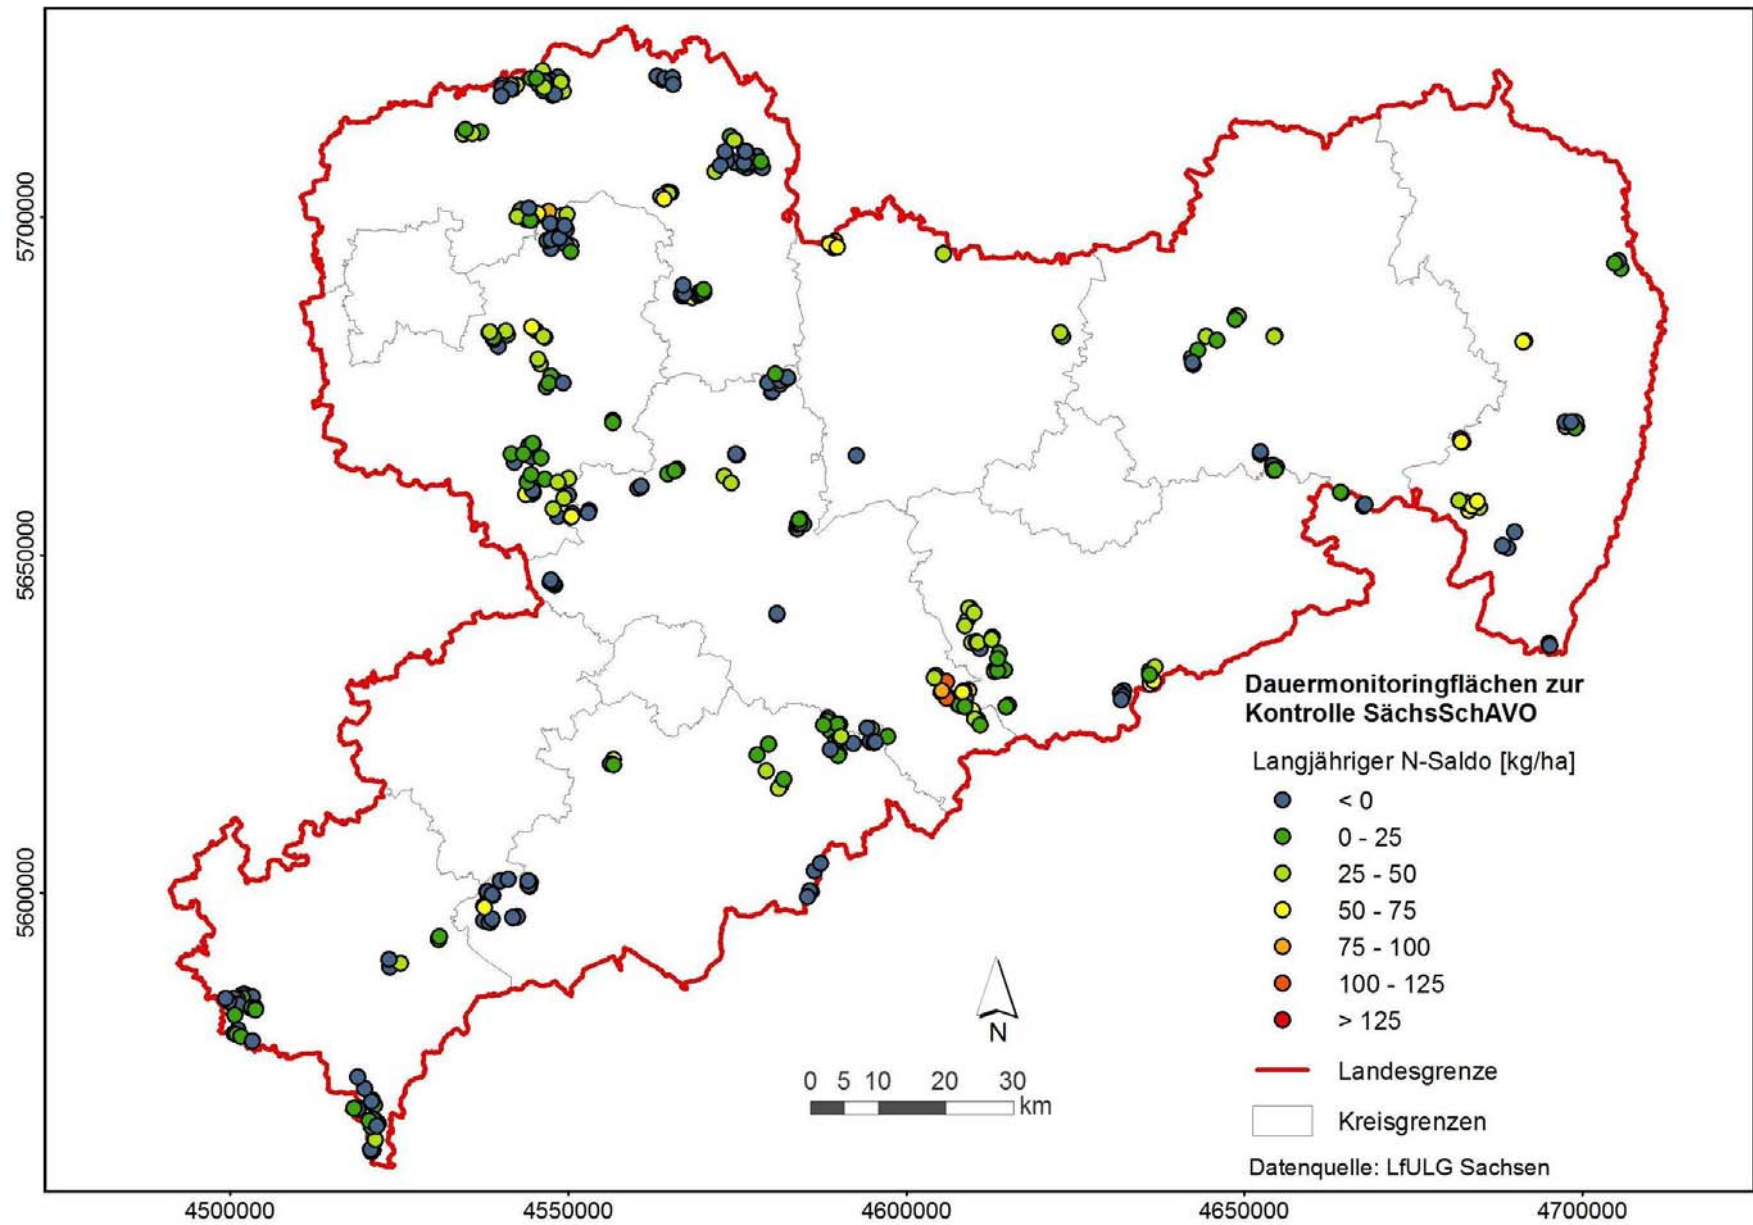 5700000
5650000
5600000
Dauermonitoringflächen zur
Kontrolle SächsSchAVO
Langjähriger N-Saldo [kg/ha]
< 0
0 - 25
25 - 50
50 - 75
75 - 100
100 - 125
> 125
Landesgrenze
Kreisgrenzen
Datenquelle: LfULG Sachsen
N
0 5 10 20 30
km
4500000 4550000 4600000 4650000 4700000